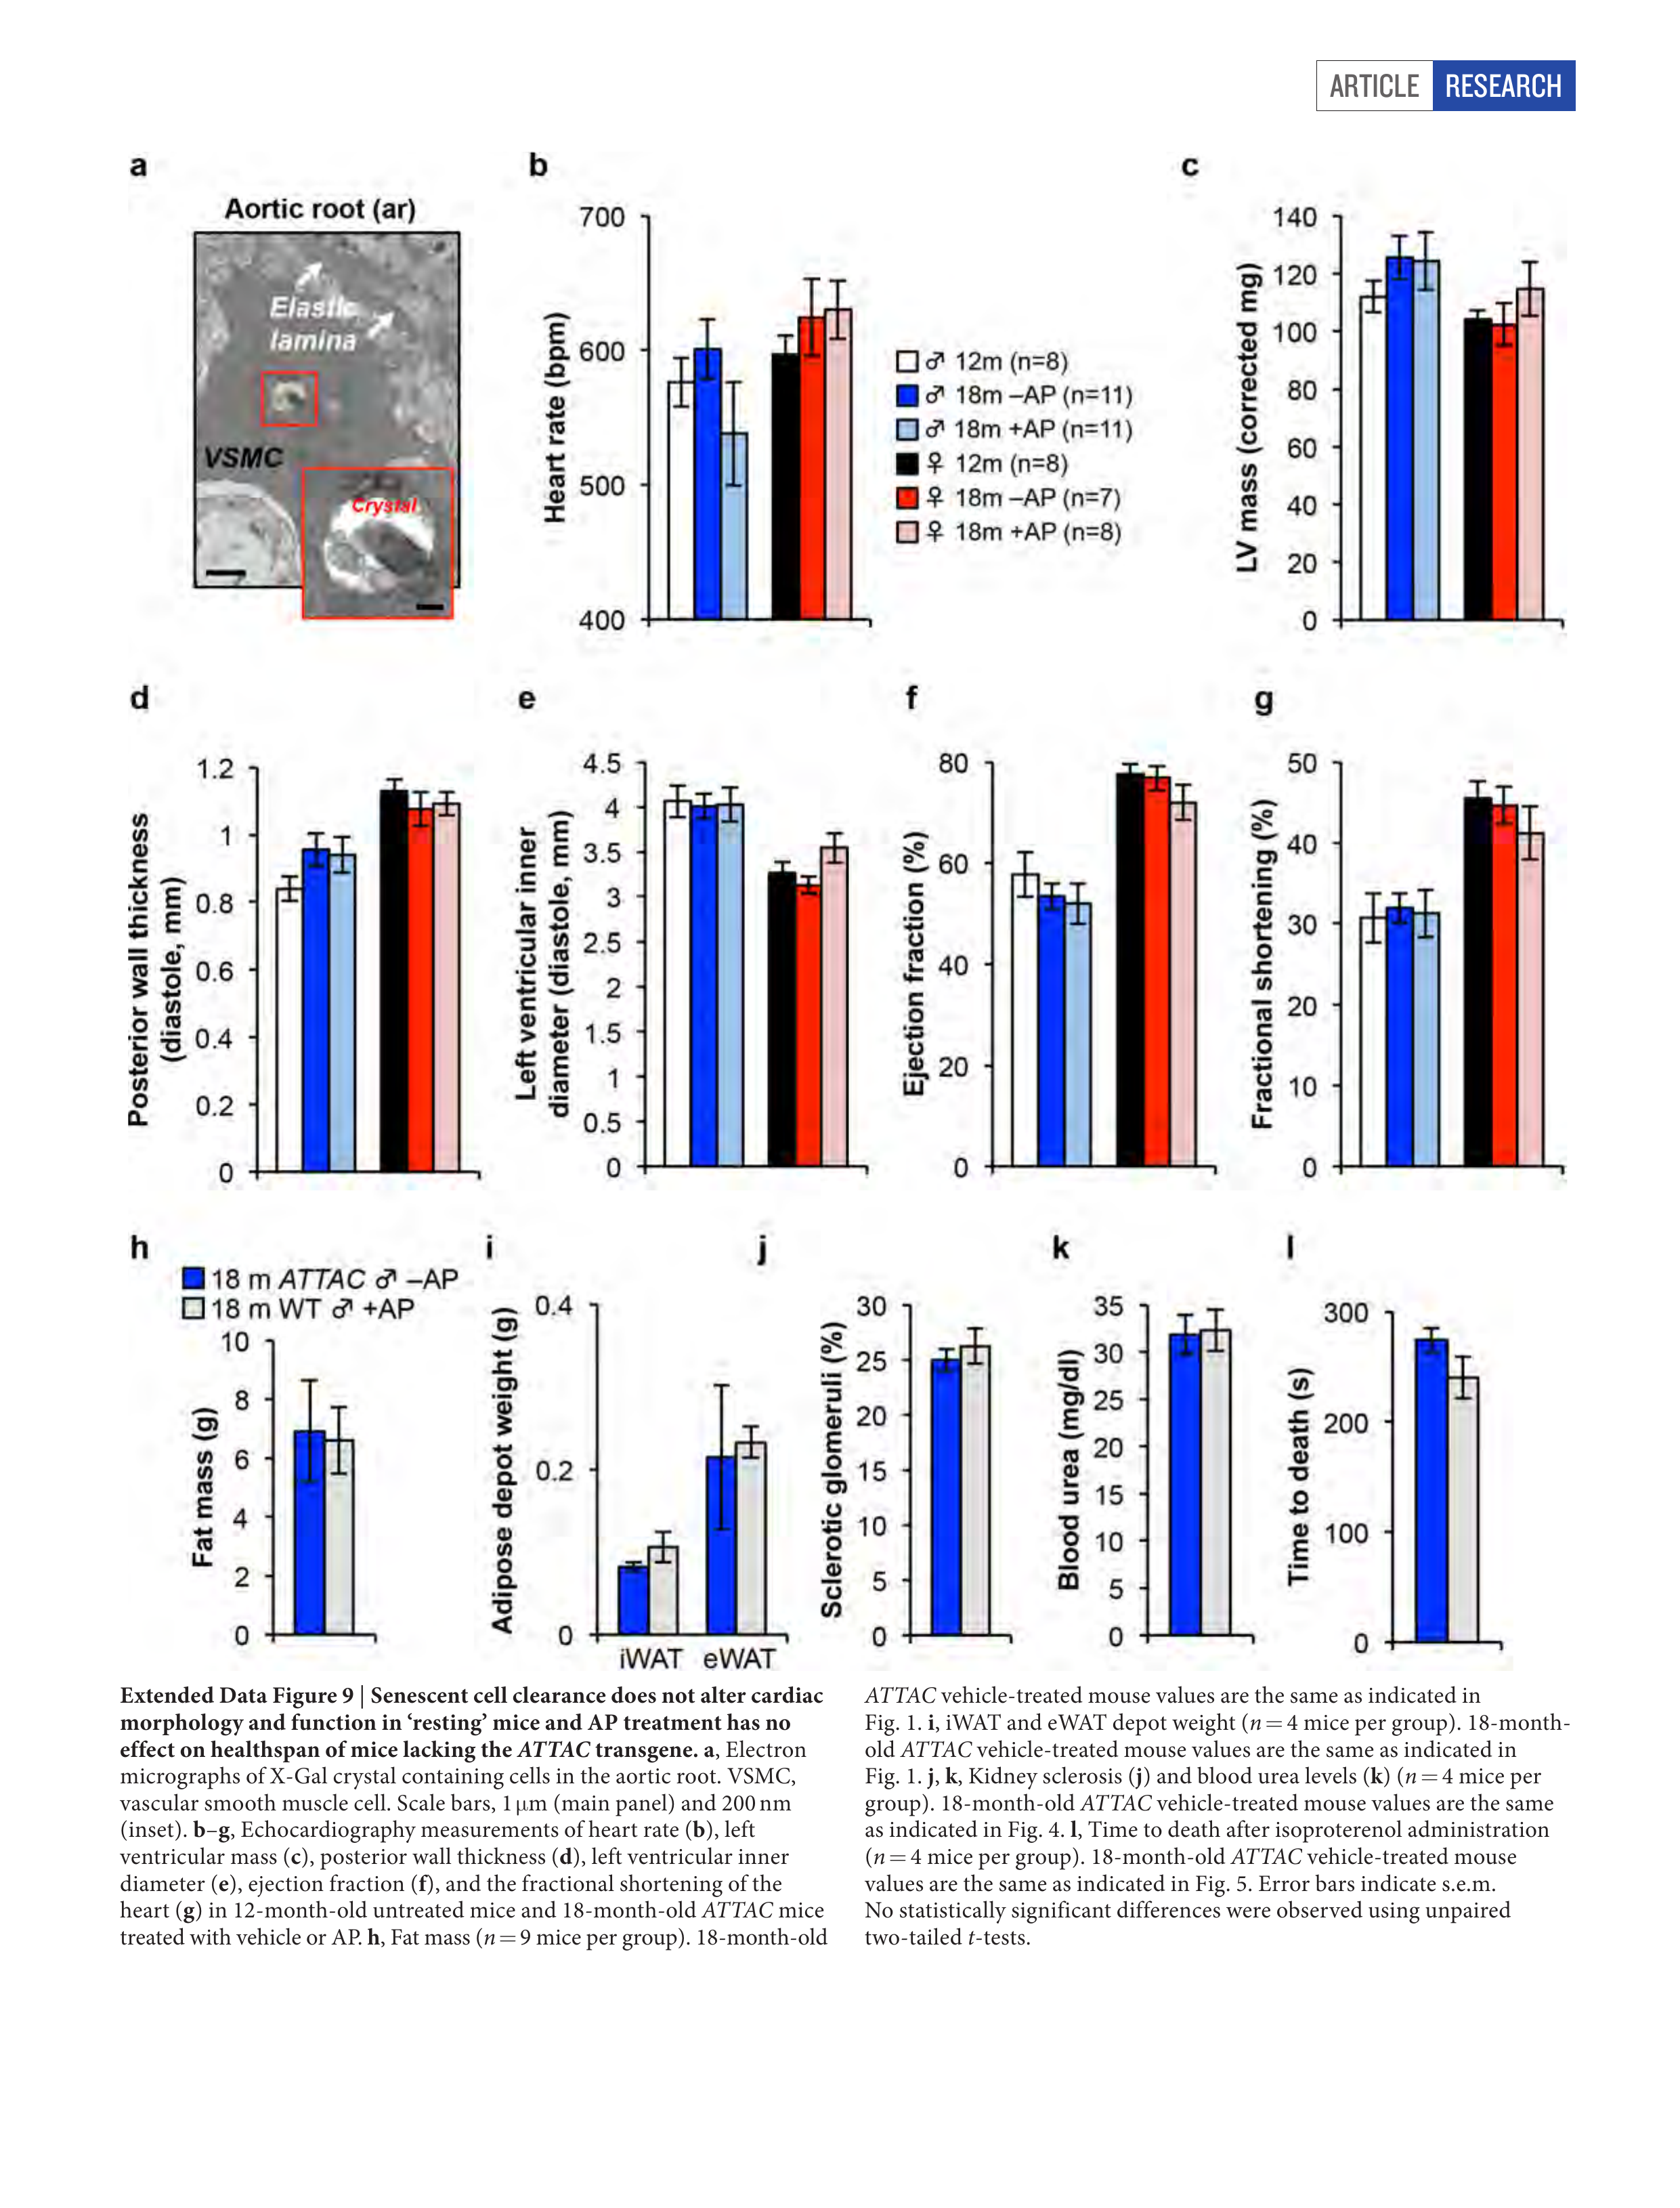 ARTICLE RESEARCH
a
Aortic root (ar)
Elastic
lamina
VSMC
Crystal
b
Heart rate (bpm)
700
600
500
400
♂ 12m (n=8)
♂ 18m –AP (n=11)
♂ 18m +AP (n=11)
♀ 12m (n=8)
♀ 18m –AP (n=7)
♀ 18m +AP (n=8)
c
LV mass (corrected mg)
140
120
100
80
60
40
20
0
d
Posterior wall thickness
(diastole, mm)
1.2
1
0.8
0.6
0.4
0.2
0
e
Left ventricular inner
diameter (diastole, mm)
4.5
4
3.5
3
2.5
2
1.5
1
0.5
0
f
Ejection fraction (%)
80
60
40
20
0
g
Fractional shortening (%)
50
40
30
20
10
0
h
18 m ATTAC ♂ –AP
18 m WT ♂ +AP
Fat mass (g)
10
8
6
4
2
0
i
Adipose depot weight (g)
0.4
0.2
0
iWAT eWAT
j
Sclerotic glomeruli (%)
30
25
20
15
10
5
0
k
Blood urea (mg/dl)
35
30
25
20
15
10
5
0
l
Time to death (s)
300
200
100
0
Extended Data Figure 9 | Senescent cell clearance does not alter cardiac
morphology and function in ‘resting’ mice and AP treatment has no
effect on healthspan of mice lacking the ATTAC transgene. a, Electron
micrographs of X-Gal crystal containing cells in the aortic root. VSMC,
vascular smooth muscle cell. Scale bars, 1 μm (main panel) and 200 nm
(inset). b–g, Echocardiography measurements of heart rate (b), left
ventricular mass (c), posterior wall thickness (d), left ventricular inner
diameter (e), ejection fraction (f), and the fractional shortening of the
heart (g) in 12-month-old untreated mice and 18-month-old ATTAC mice
treated with vehicle or AP. h, Fat mass (n = 9 mice per group). 18-month-old
ATTAC vehicle-treated mouse values are the same as indicated in
Fig. 1. i, iWAT and eWAT depot weight (n = 4 mice per group). 18-month-
old ATTAC vehicle-treated mouse values are the same as indicated in
Fig. 1. j, k, Kidney sclerosis (j) and blood urea levels (k) (n = 4 mice per
group). 18-month-old ATTAC vehicle-treated mouse values are the same
as indicated in Fig. 4. l, Time to death after isoproterenol administration
(n = 4 mice per group). 18-month-old ATTAC vehicle-treated mouse
values are the same as indicated in Fig. 5. Error bars indicate s.e.m.
No statistically significant differences were observed using unpaired
two-tailed t-tests.